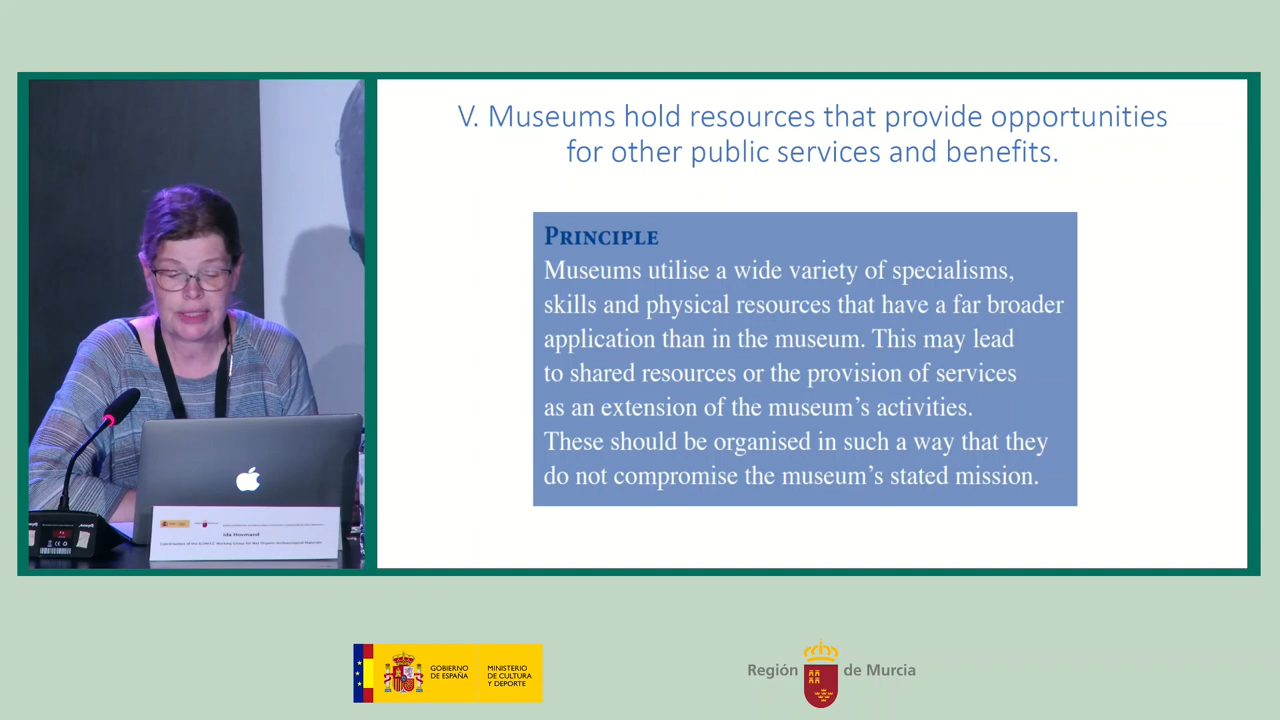 V. Museums hold resources that provide opportunities
for other public services and benefits.
PRINCIPLE
Museums utilise a wide variety of specialisms,
skills and physical resources that have a far broader
application than in the museum. This may lead
to shared resources or the provision of services
as an extension of the museum’s activities.
These should be organised in such a way that they
do not compromise the museum’s stated mission.
Ida Hormand
GOBIERNO
DE ESPAÑA
MINISTERIO
DE CULTURA
Y DEPORTE
Región de Murcia